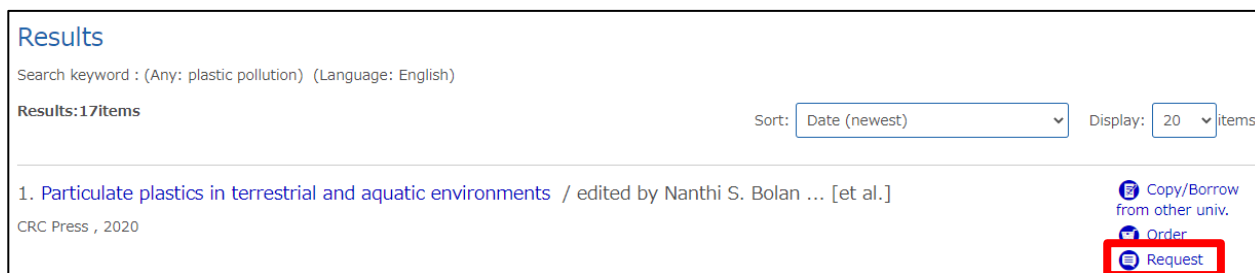 Results
Search keyword : (Any: plastic pollution) (Language: English)
Results:17items
Sort: Date (newest) Display: 20 items
1. Particulate plastics in terrestrial and aquatic environments / edited by Nanthi S. Bolan ... [et al.]
CRC Press , 2020
Copy/Borrow
from other univ.
Order
Request